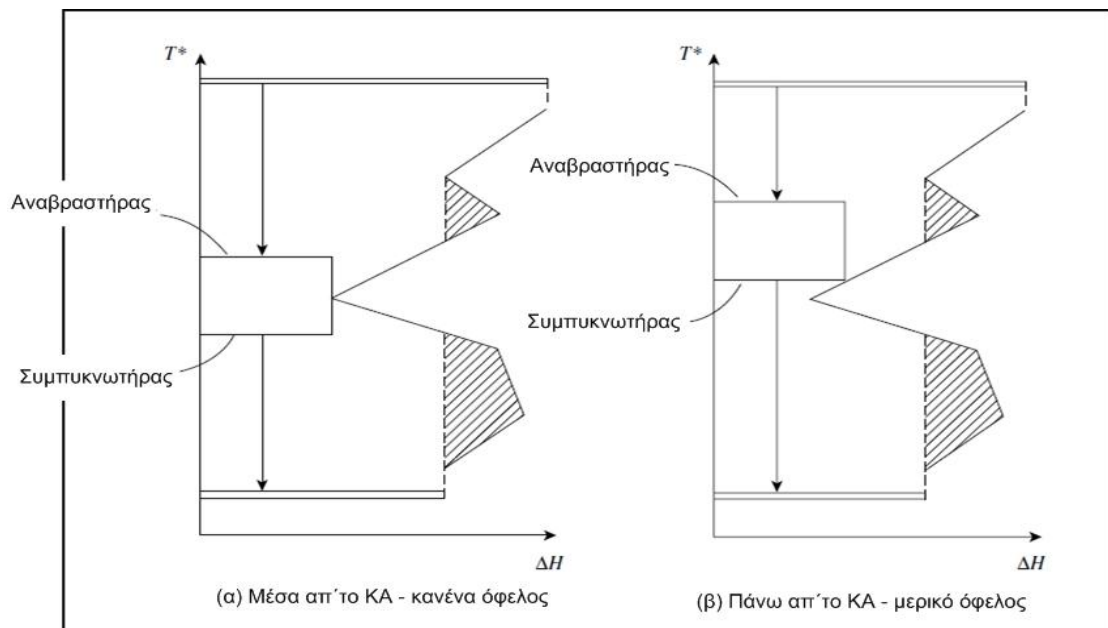 T*
T*
Αναβραστήρας
Αναβραστήρας
Συμπυκνωτήρας
Συμπυκνωτήρας
ΔH
ΔH
(α) Μέσα απ΄το ΚΑ - κανένα όφελος
(β) Πάνω απ΄το ΚΑ - μερικό όφελος